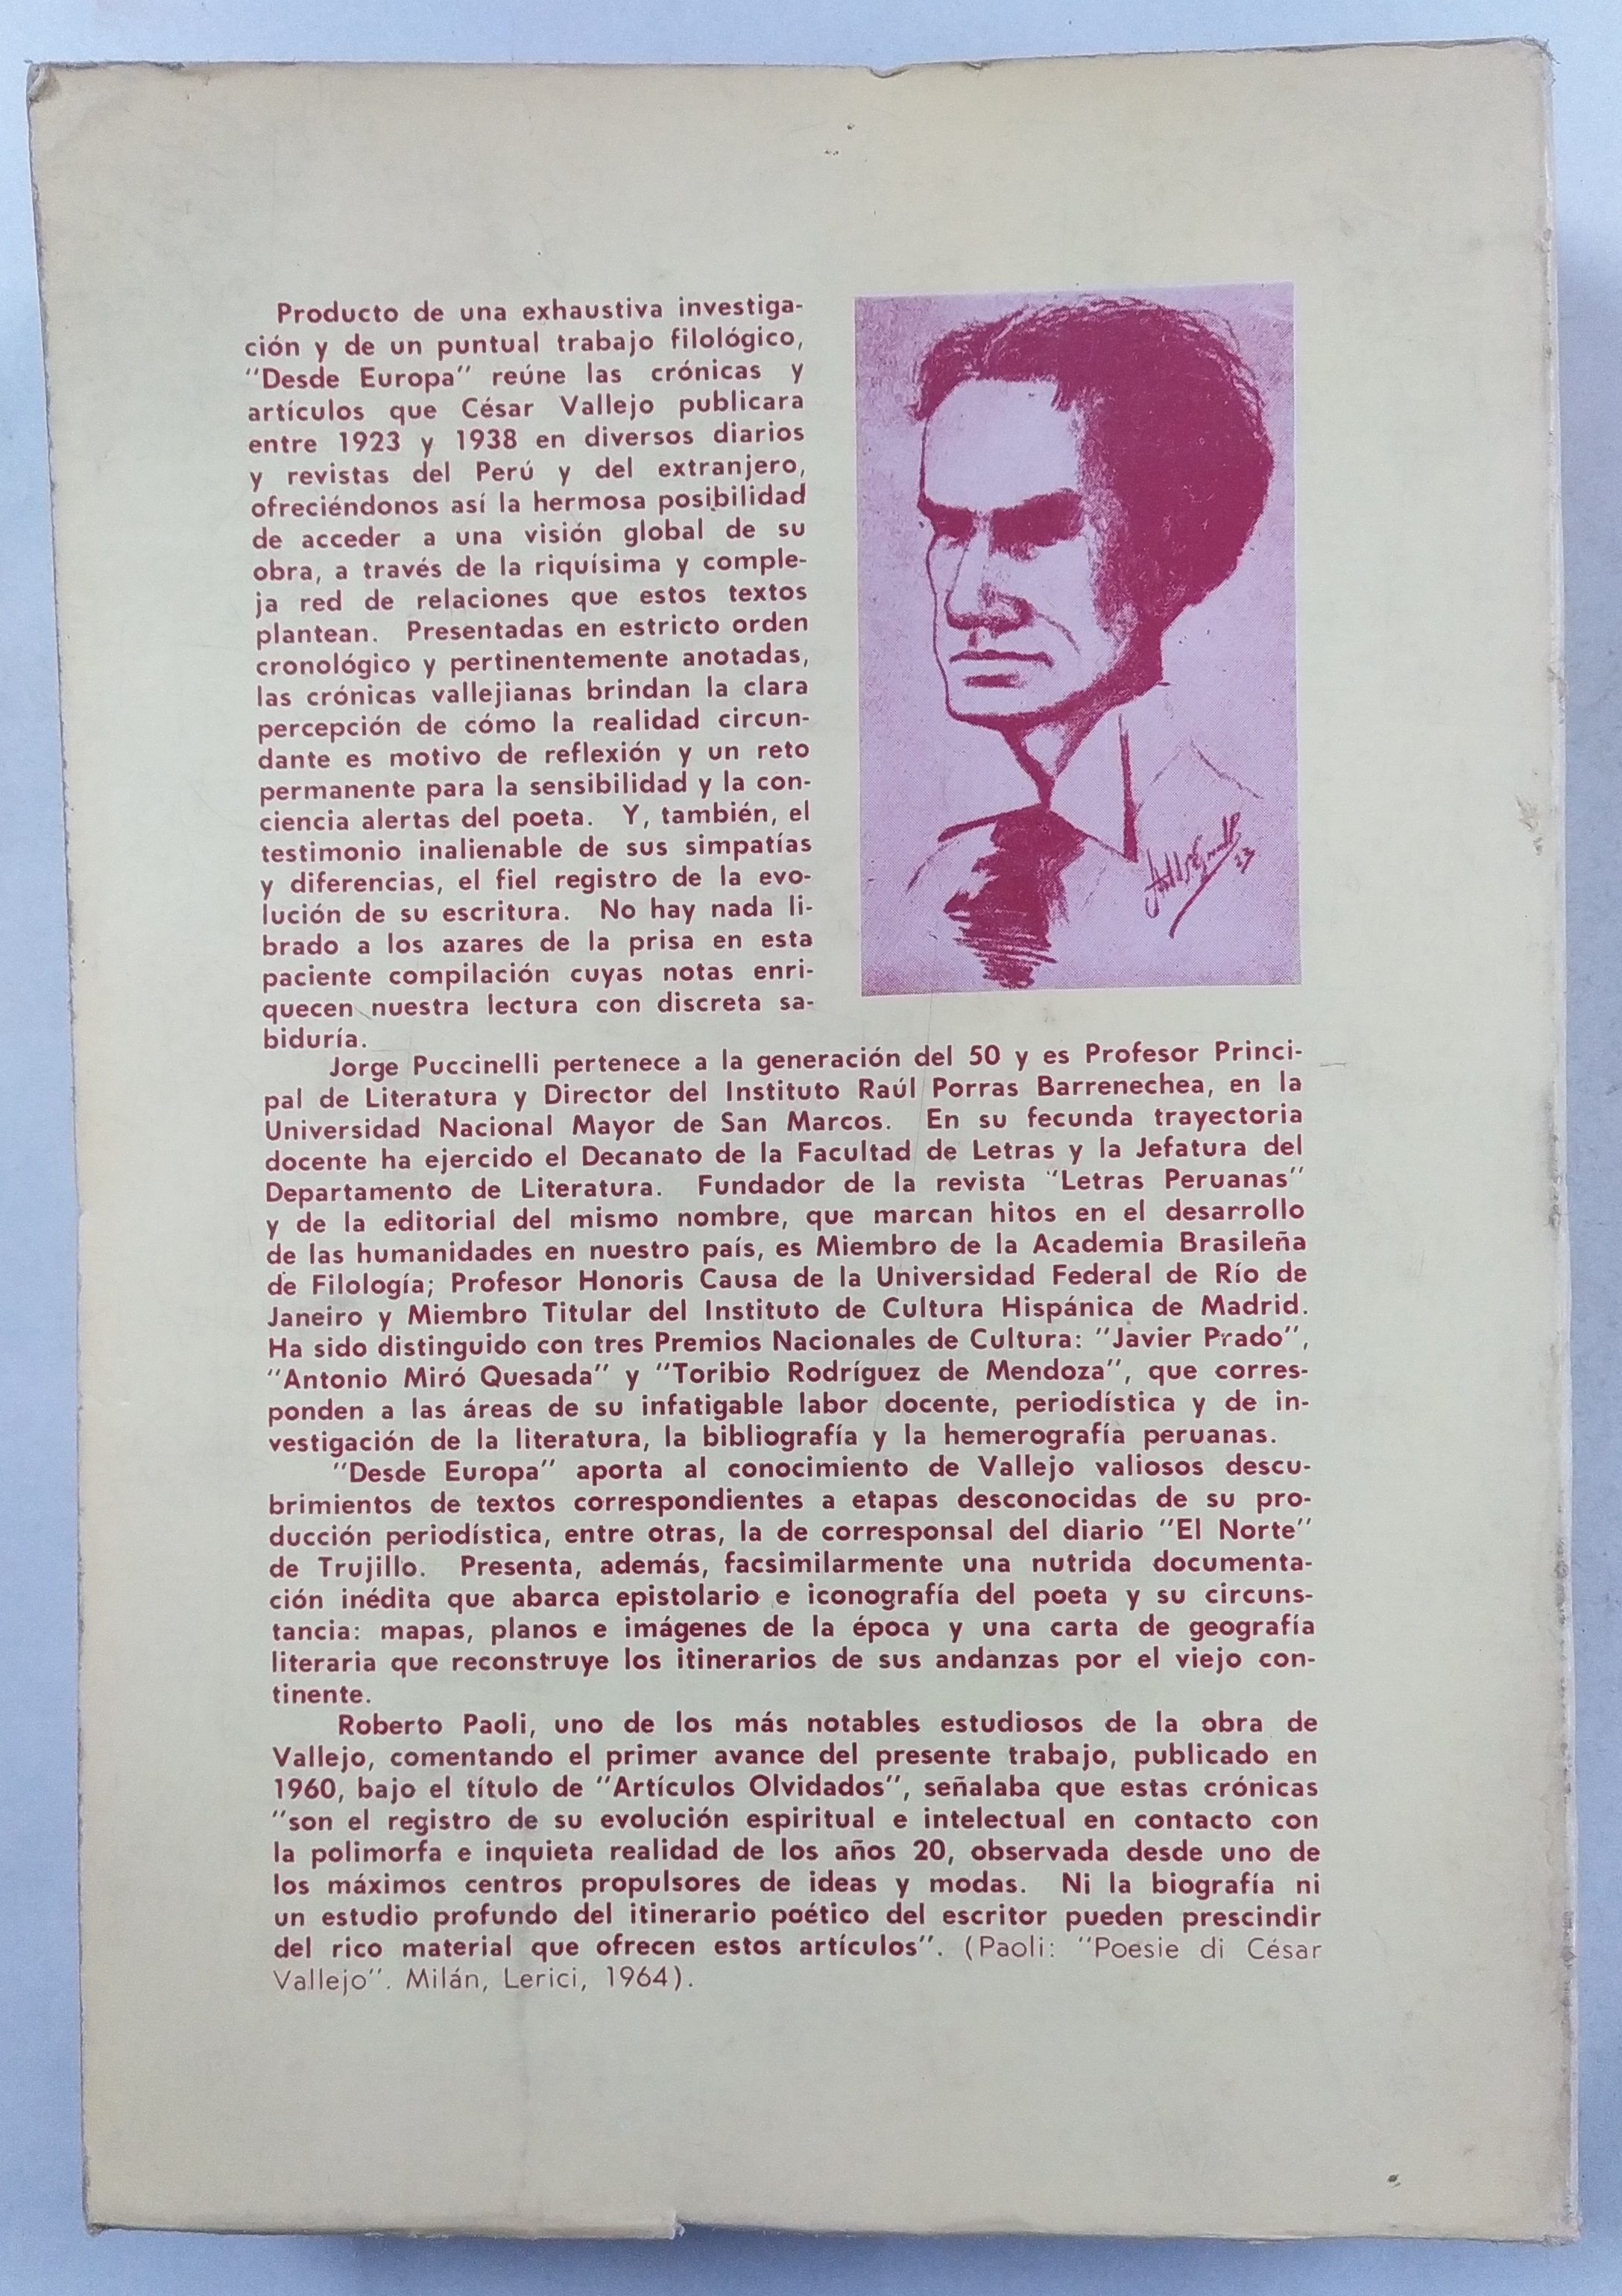 Producto de una exhaustiva investiga-
ción y de un puntual trabajo filológico,
"Desde Europa" reúne las crónicas y
artículos que César Vallejo publicara
entre 1923 y 1938 en diversos diarios
y revistas del Perú y del extranjero,
ofreciéndonos así la hermosa posibilidad
de acceder a una visión global de su
obra, a través de la riquísima y comple-
ja red de relaciones que estos textos
plantean. Presentadas en estricto orden
cronológico y pertinentemente anotadas,
las crónicas vallejianas brindan la clara
percepción de cómo la realidad circun-
dante es motivo de reflexión y un reto
permanente para la sensibilidad y la con-
ciencia alertas del poeta. Y, también, el
testimonio inalienable de sus simpatías
y diferencias, el fiel registro de la evo-
lución de su escritura. No hay nada li-
brado a los azares de la prisa en esta
paciente compilación cuyas notas enri-
quecen nuestra lectura con discreta sa-
biduría.
Jorge Puccinelli pertenece a la generación del 50 y es Profesor Princi-
pal de Literatura y Director del Instituto Raúl Porras Barrenechea, en la
Universidad Nacional Mayor de San Marcos. En su fecunda trayectoria
docente ha ejercido el Decanato de la Facultad de Letras y la Jefatura del
Departamento de Literatura. Fundador de la revista "Letras Peruanas"
y de la editorial del mismo nombre, que marcan hitos en el desarrollo
de las humanidades en nuestro país, es Miembro de la Academia Brasileña
de Filología; Profesor Honoris Causa de la Universidad Federal de Río de
Janeiro y Miembro Titular del Instituto de Cultura Hispánica de Madrid.
Ha sido distinguido con tres Premios Nacionales de Cultura: "Javier Prado",
"Antonio Miró Quesada" y "Toribio Rodríguez de Mendoza", que corres-
ponden a las áreas de su infatigable labor docente, periodística y de in-
vestigación de la literatura, la bibliografía y la hemerografía peruanas.
"Desde Europa" aporta al conocimiento de Vallejo valiosos descu-
brimientos de textos correspondientes a etapas desconocidas de su pro-
ducción periodística, entre otras, la de corresponsal del diario "El Norte"
de Trujillo. Presenta, además, facsimilarmente una nutrida documenta-
ción inédita que abarca epistolario e iconografía del poeta y su circuns-
tancia: mapas, planos e imágenes de la época y una carta de geografía
literaria que reconstruye los itinerarios de sus andanzas por el viejo con-
tinente.
Roberto Paoli, uno de los más notables estudiosos de la obra de
Vallejo, comentando el primer avance del presente trabajo, publicado en
1960, bajo el título de "Artículos Olvidados", señalaba que estas crónicas
"son el registro de su evolución espiritual e intelectual en contacto con
la polimorfa e inquieta realidad de los años 20, observada desde uno de
los máximos centros propulsores de ideas y modas. Ni la biografía ni
un estudio profundo del itinerario poético del escritor pueden prescindir
del rico material que ofrecen estos artículos". (Paoli: "Poesie di César
Vallejo". Milán, Lerici, 1964).